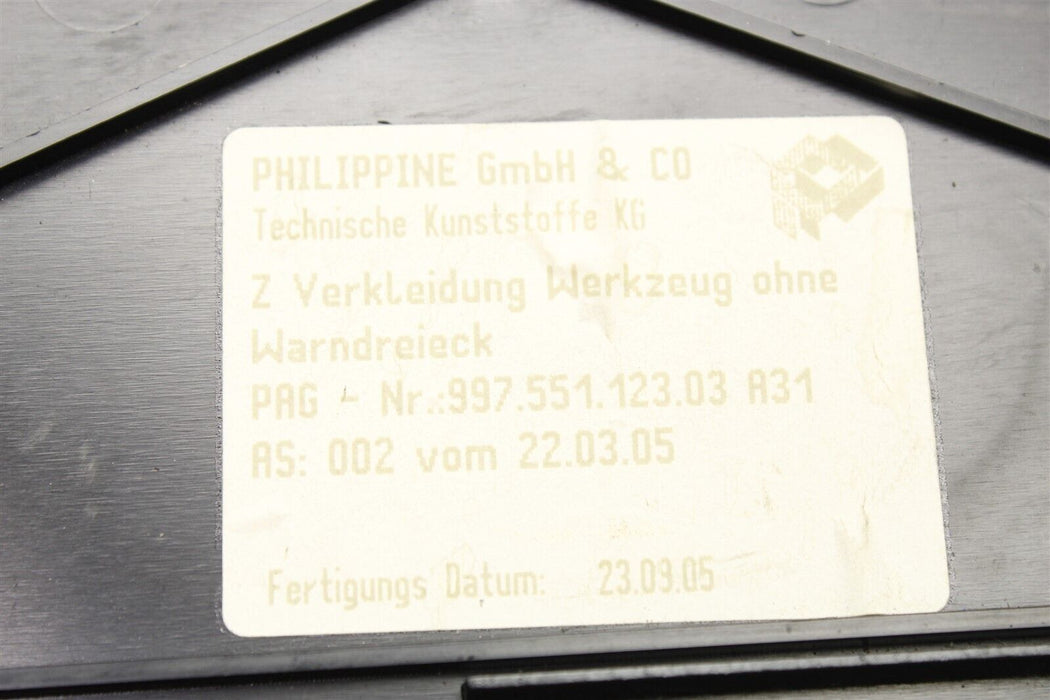 PHILIPPINE GmbH & CO
Technische Kunststoffe KG
Z Verkleidung Werkzeug ohne
Warndreieck
PAG - Nr.:997.551.123.03 A31
AS: 002 vom 22.03.05
Fertigungs Datum: 23.09.05